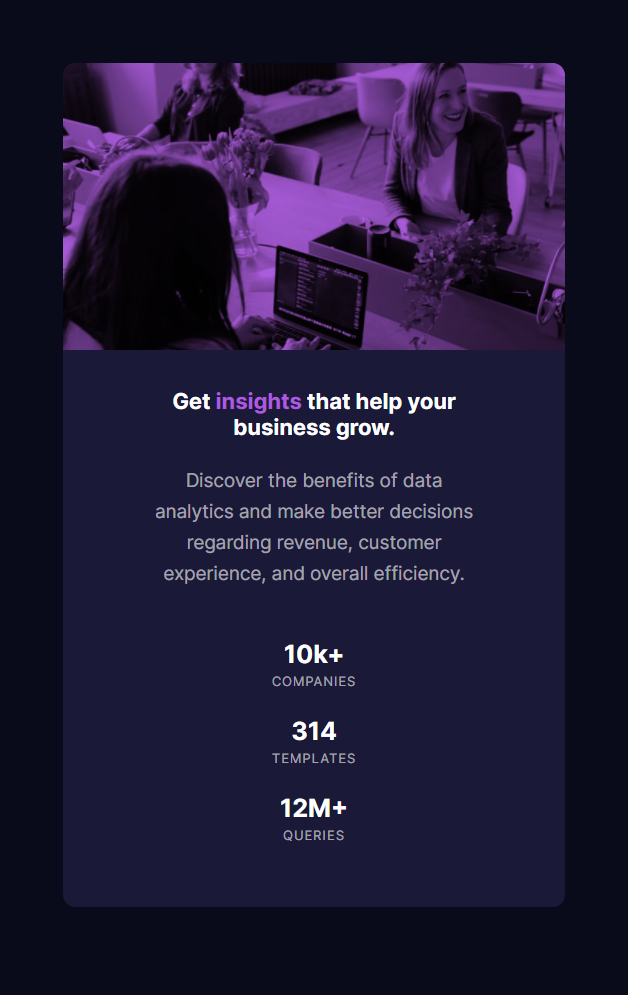 Get insights that help your
business grow.
Discover the benefits of data
analytics and make better decisions
regarding revenue, customer
experience, and overall efficiency.
10k+
COMPANIES
314
TEMPLATES
12M+
QUERIES